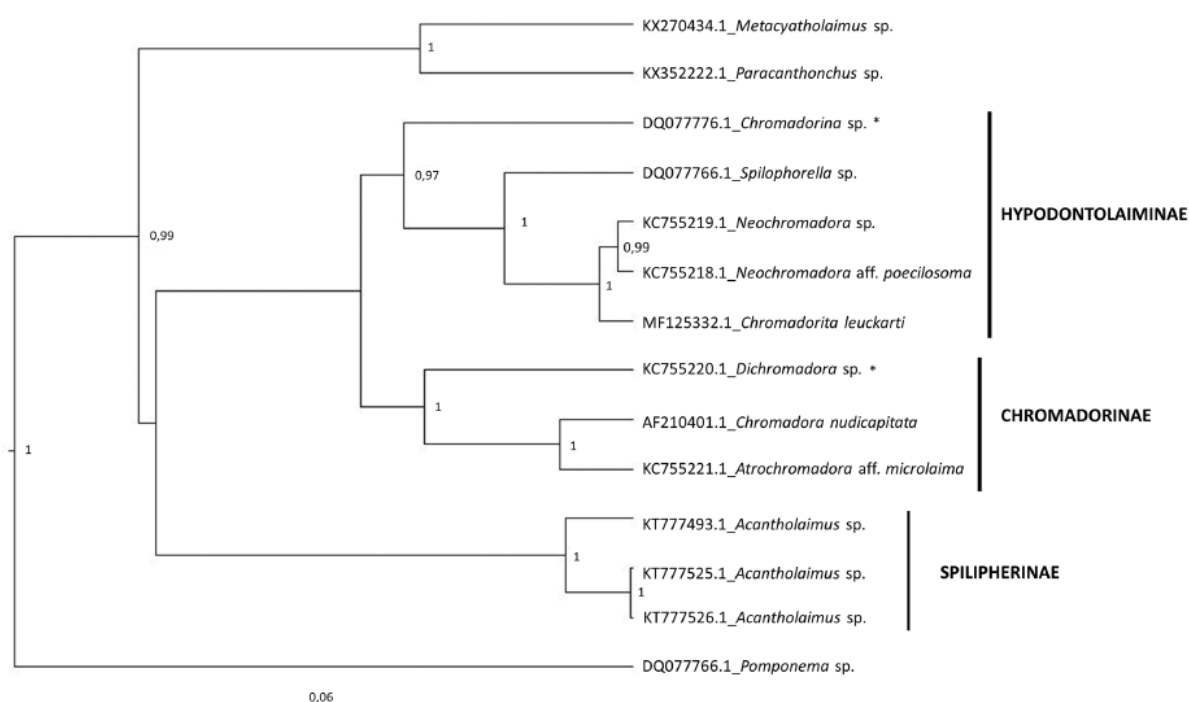 KX270434.1_Metacyatholaimus sp.
1
KX352222.1_Paracanthonchus sp.
DQ077776.1_Chromadorina sp. *
0,97
DQ077766.1_Spilophorella sp.
HYPODONTOLAIMINAE
1
KC755219.1_Neochromadora sp.
0,99
0,99
KC755218.1_Neochromadora aff. poecilosoma
1
MF125332.1_Chromadorita leuckarti
KC755220.1_Dichromadora sp. *
1
CHROMADORINAE
AF210401.1_Chromadora nudicapitata
1
1
KC755221.1_Atrochromadora aff. microlaima
KT777493.1_Acantholaimus sp.
1
KT777525.1_Acantholaimus sp.
SPILIPHERINAE
1
KT777526.1_Acantholaimus sp.
DQ077766.1_Pomponema sp.
0,06